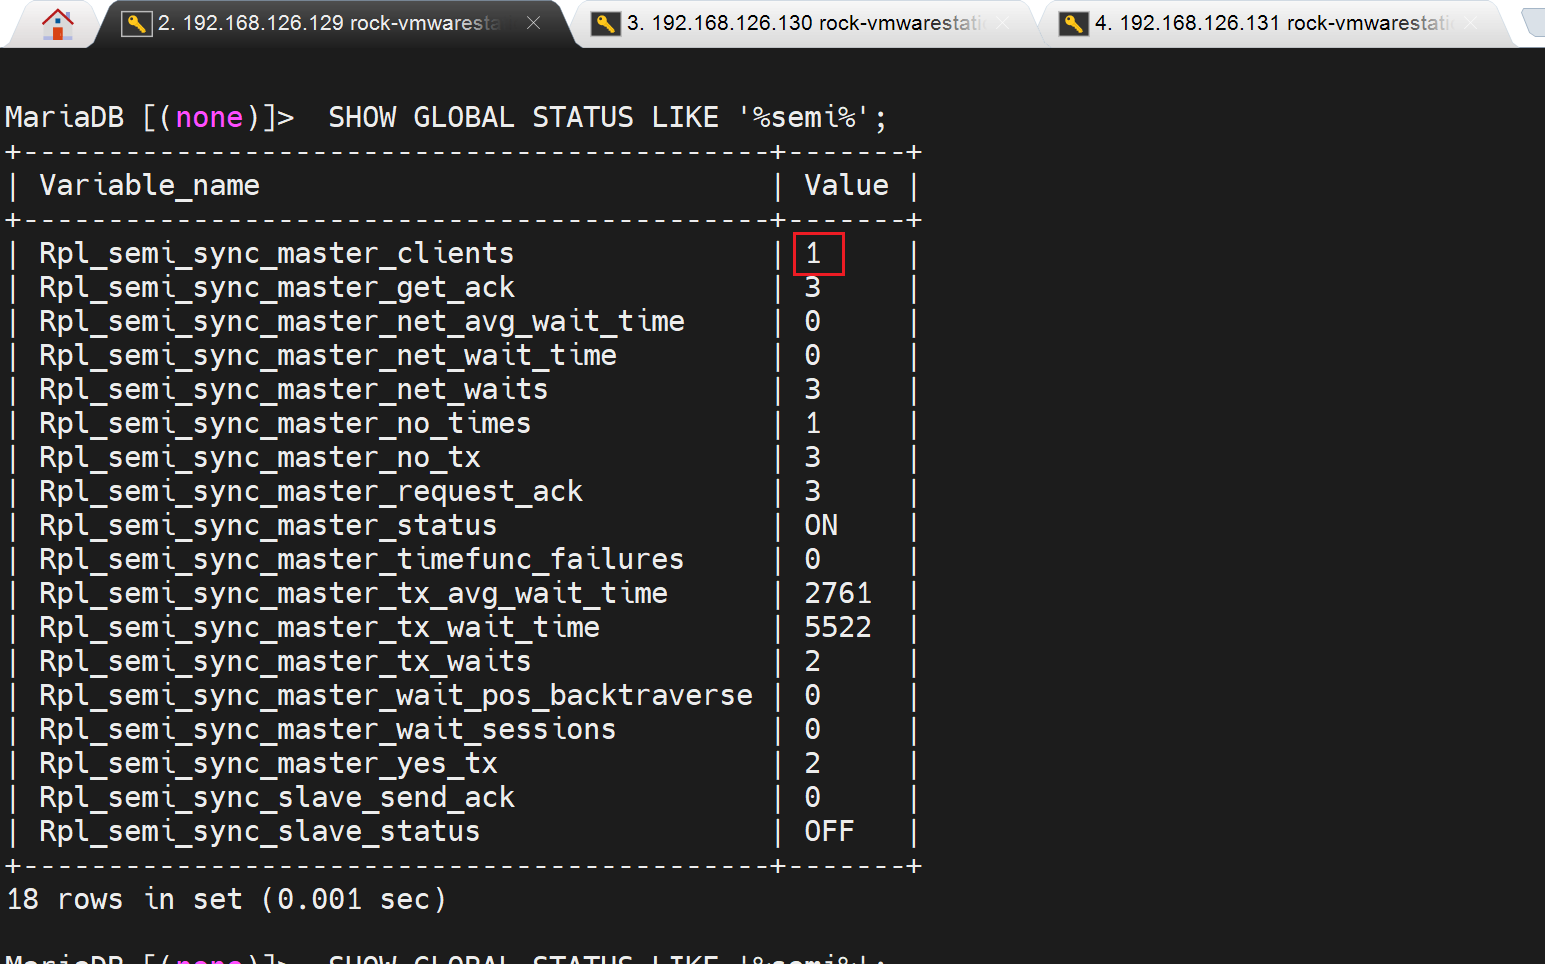 2. 192.168.126.129 rock-vmwaresta
3. 192.168.126.130 rock-vmwarestati
4. 192.168.126.131 rock-vmwarestati
MariaDB [(none)]>  SHOW GLOBAL STATUS LIKE '%semi%';
+--------------------------------------------+-------+
| Variable_name                              | Value |
+--------------------------------------------+-------+
| Rpl_semi_sync_master_clients               | 1     |
| Rpl_semi_sync_master_get_ack               | 3     |
| Rpl_semi_sync_master_net_avg_wait_time     | 0     |
| Rpl_semi_sync_master_net_wait_time         | 0     |
| Rpl_semi_sync_master_net_waits             | 3     |
| Rpl_semi_sync_master_no_times              | 1     |
| Rpl_semi_sync_master_no_tx                 | 3     |
| Rpl_semi_sync_master_request_ack           | 3     |
| Rpl_semi_sync_master_status                | ON    |
| Rpl_semi_sync_master_timefunc_failures     | 0     |
| Rpl_semi_sync_master_tx_avg_wait_time      | 2761  |
| Rpl_semi_sync_master_tx_wait_time          | 5522  |
| Rpl_semi_sync_master_tx_waits              | 2     |
| Rpl_semi_sync_master_wait_pos_backtraverse | 0     |
| Rpl_semi_sync_master_wait_sessions         | 0     |
| Rpl_semi_sync_master_yes_tx                | 2     |
| Rpl_semi_sync_slave_send_ack               | 0     |
| Rpl_semi_sync_slave_status                 | OFF   |
+--------------------------------------------+-------+
18 rows in set (0.001 sec)
MariaDB [(none)]>  SHOW GLOBAL STATUS LIKE '%semi%';